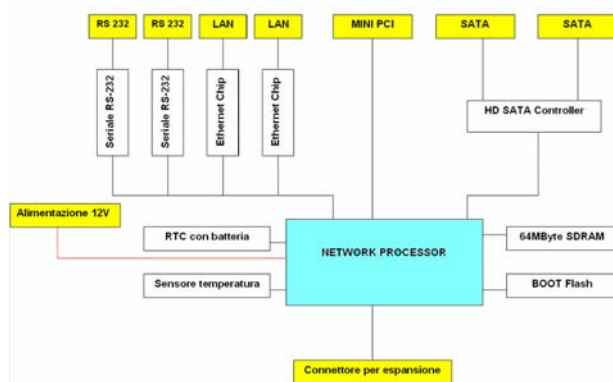 RS 232
RS 232
LAN
LAN
MINI PCI
SATA
SATA
Seriale RS-232
Seriale RS-232
Ethernet Chip
Ethernet Chip
HD SATA Controller
Alimentazione 12V
RTC con batteria
NETWORK PROCESSOR
64MByte SDRAM
Sensore temperatura
BOOT Flash
Connettore per espansione